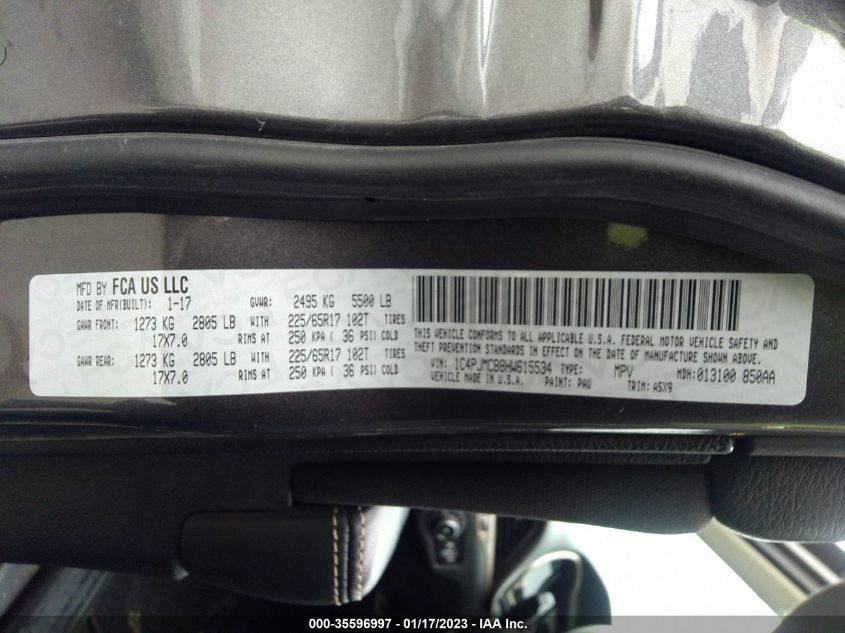 MFD BY FCA US LLC
DATE OF MFR(BUILT): 1-17 GVWR: 2495 KG 5500 LB
GAWR FRONT: 1273 KG 2805 LB WITH 225/65R17 102T TIRES
17X7.0 RIMS AT 250 KPA ( 36 PSI) COLD
GAWR REAR: 1273 KG 2805 LB WITH 225/65R17 102T TIRES
17X7.0 RIMS AT 250 KPA ( 36 PSI) COLD
THIS VEHICLE CONFORMS TO ALL APPLICABLE U.S.A. FEDERAL MOTOR VEHICLE SAFETY AND
THEFT PREVENTION STANDARDS IN EFFECT ON THE DATE OF MANUFACTURE SHOWN ABOVE.
VIN: 1C4PJMCB8HW615534 TYPE: MPV MDH:013100 850AA
VEHICLE MADE IN U.S.A. PAINT: PAU TRIM: A5X9
000-35596997 - 01/17/2023 - IAA Inc.